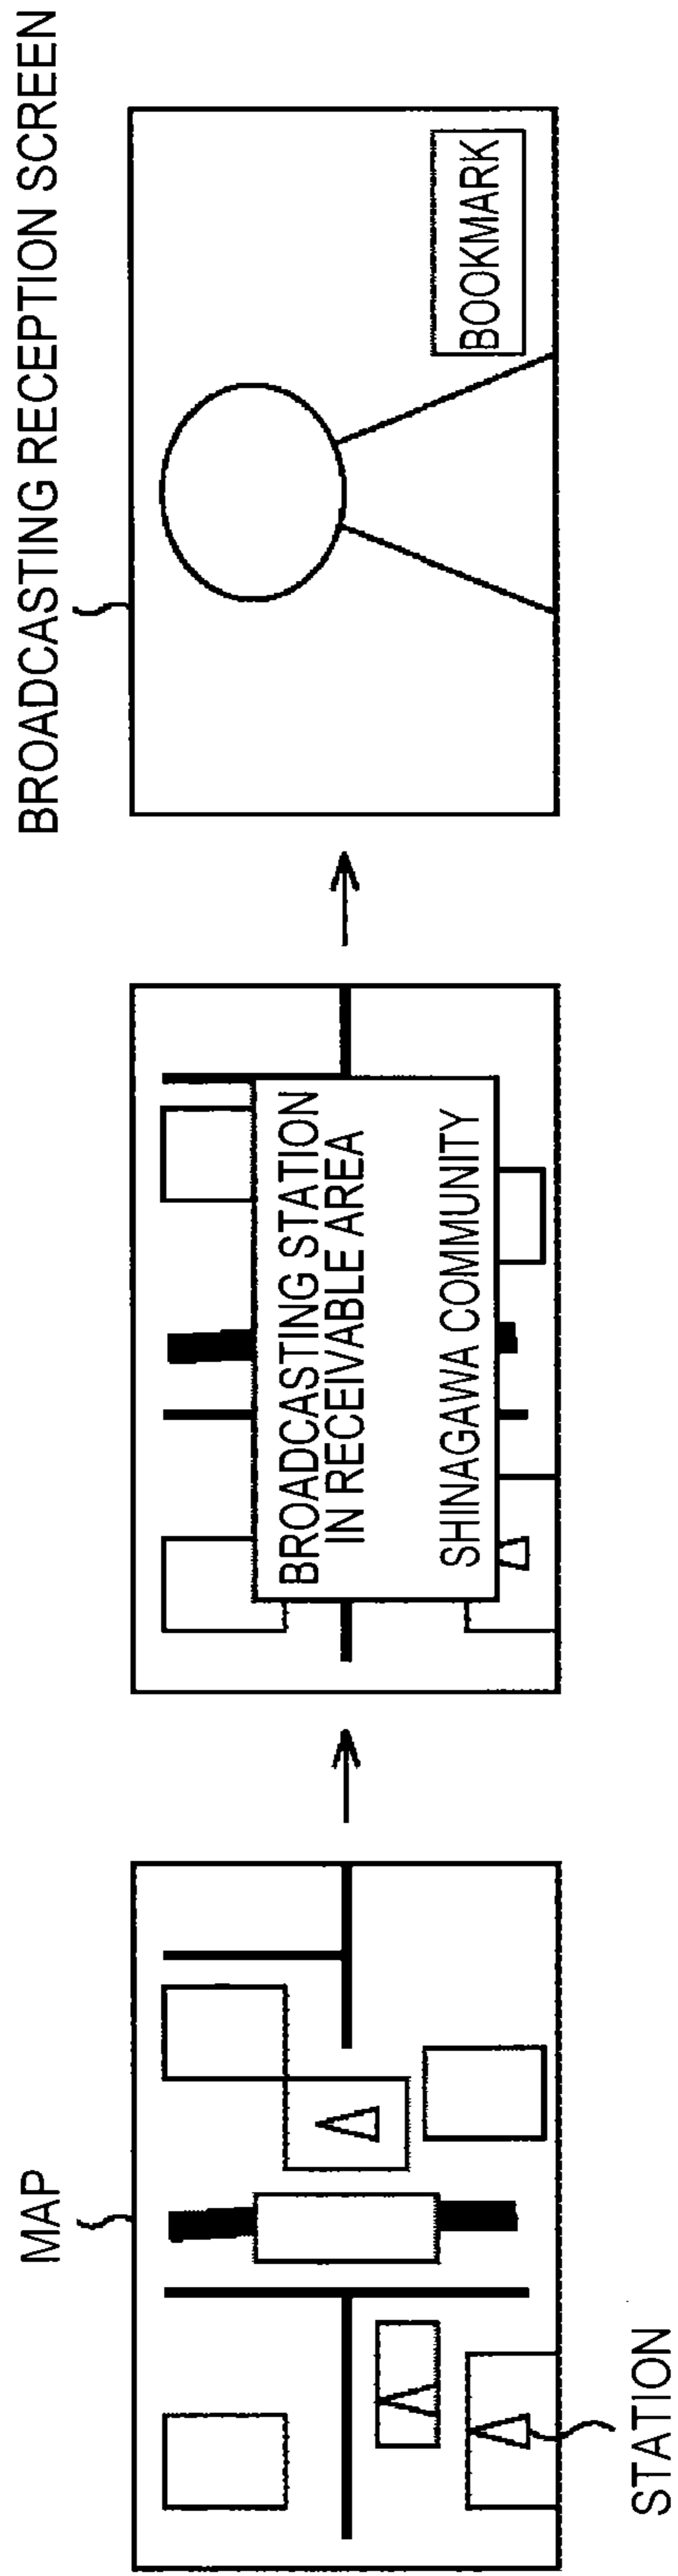 MAP
STATION
BROADCASTING STATION
IN RECEIVABLE AREA
SHINAGAWA COMMUNITY
BROADCASTING RECEPTION SCREEN
BOOKMARK